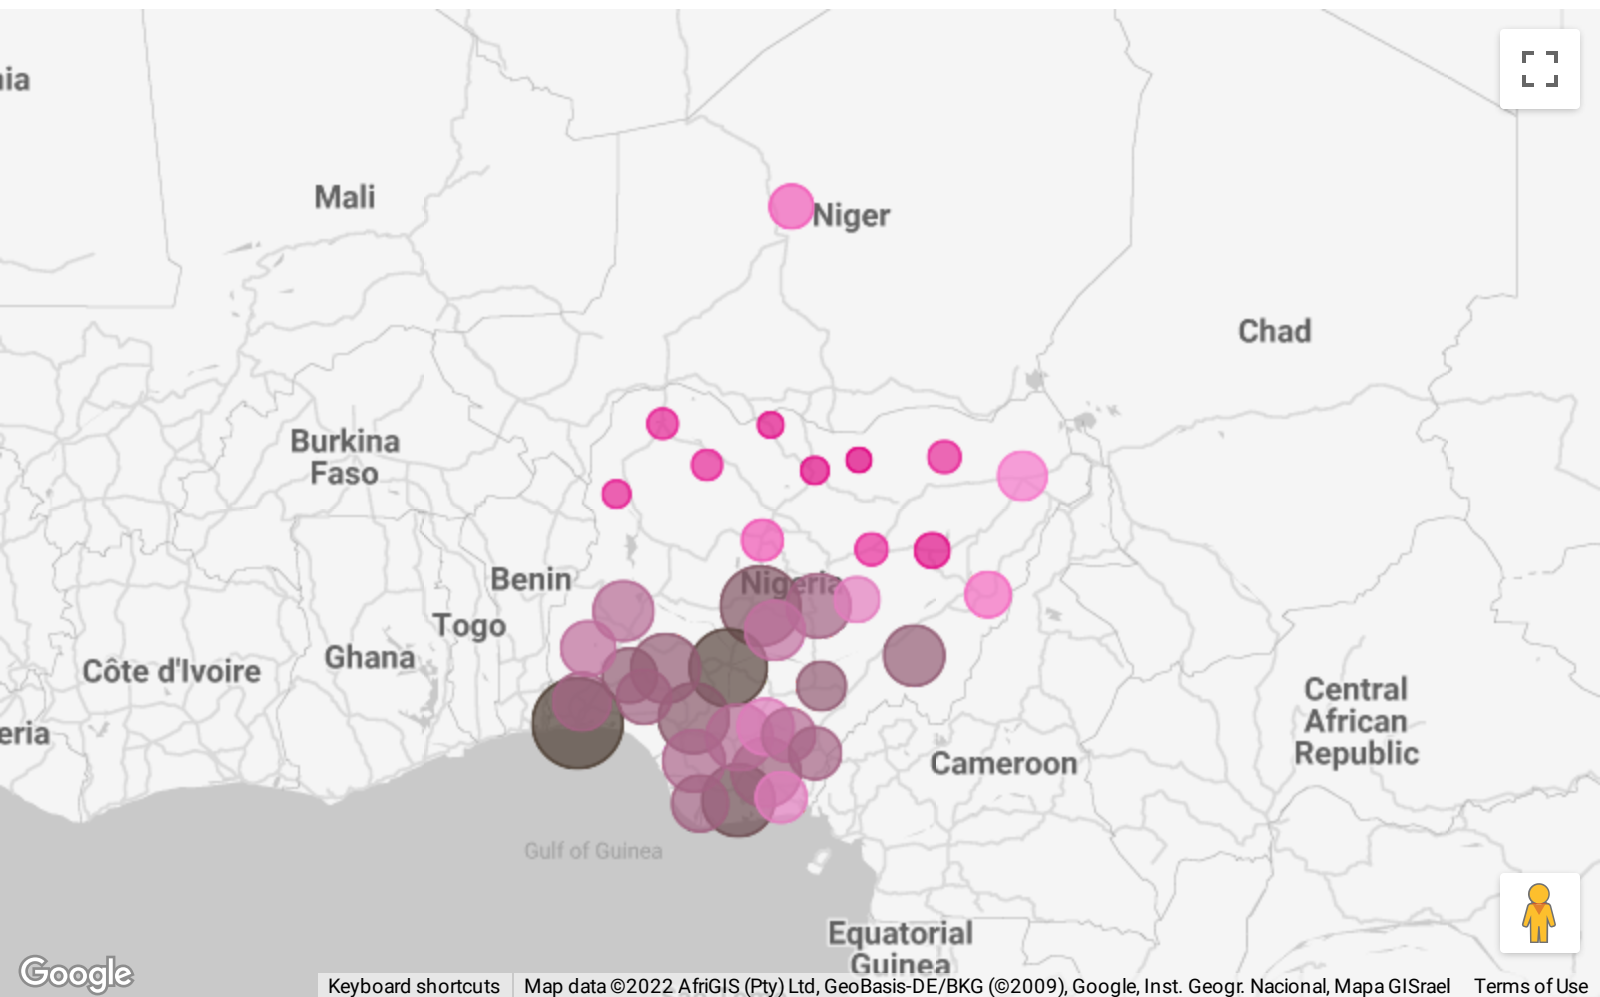 nia
Mali
Niger
Chad
Burkina
Faso
Benin
Nigeria
Togo
Ghana
Côte d'Ivoire
eria
Central
African
Republic
Cameroon
Gulf of Guinea
Equatorial
Guinea
Google
Keyboard shortcuts
Map data ©2022 AfriGIS (Pty) Ltd, GeoBasis-DE/BKG (©2009), Google, Inst. Geogr. Nacional, Mapa GISrael
Terms of Use